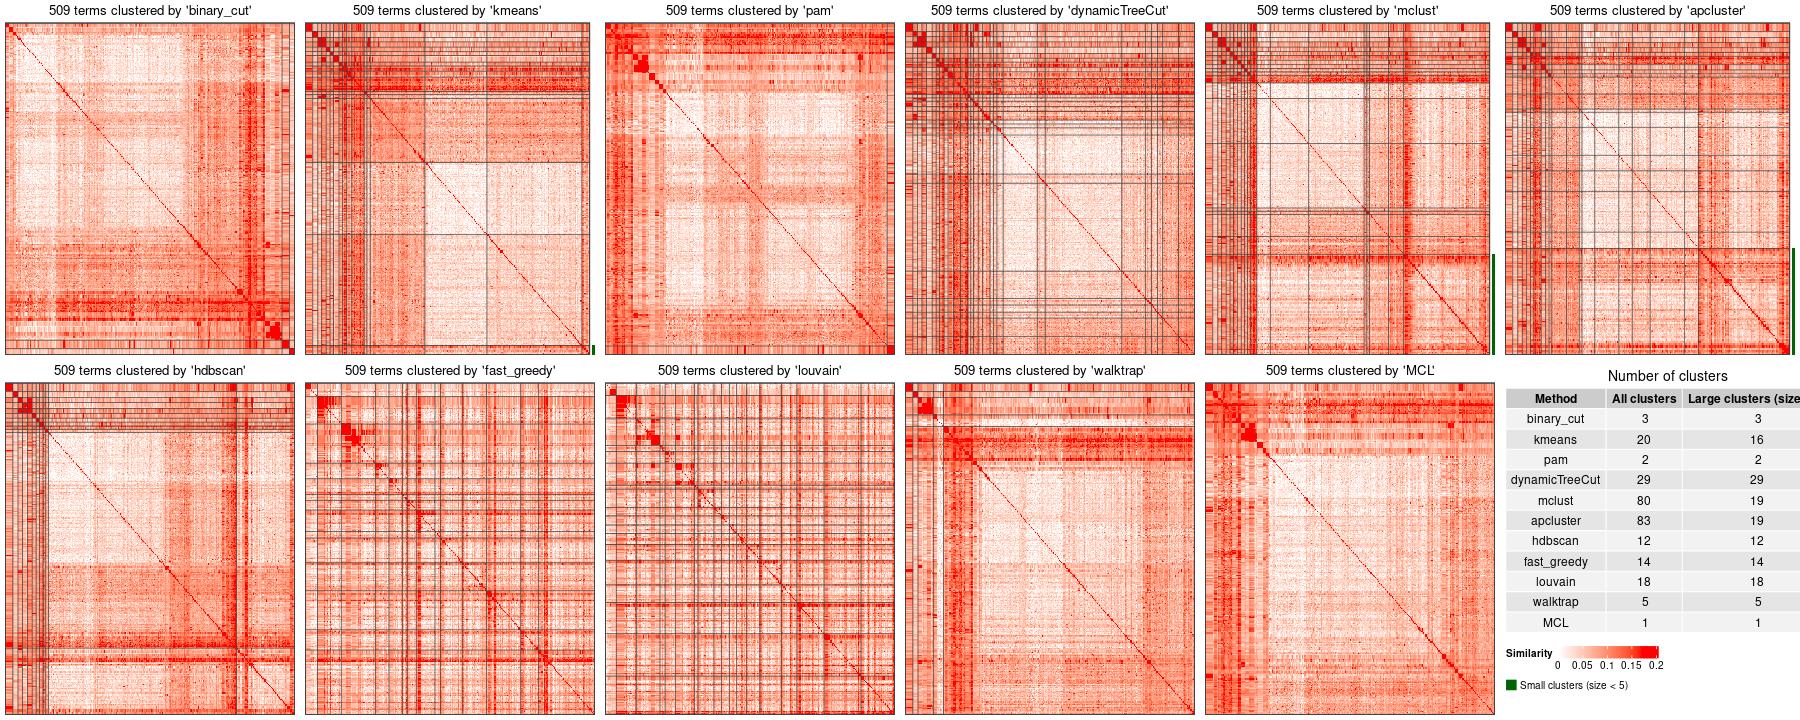 509 terms clustered by 'binary_cut'
509 terms clustered by 'kmeans'
509 terms clustered by 'pam'
509 terms clustered by 'dynamicTreeCut'
509 terms clustered by 'mclust'
509 terms clustered by 'apcluster'
509 terms clustered by 'hdbscan'
509 terms clustered by 'fast_greedy'
509 terms clustered by 'louvain'
509 terms clustered by 'walktrap'
509 terms clustered by 'MCL'
Number of clusters
Method All clusters Large clusters (size
binary_cut 3 3
kmeans 20 16
pam 2 2
dynamicTreeCut 29 29
mclust 80 19
apcluster 83 19
hdbscan 12 12
fast_greedy 14 14
louvain 18 18
walktrap 5 5
MCL 1 1
Similarity
0 0.05 0.1 0.15 0.2
Small clusters (size < 5)